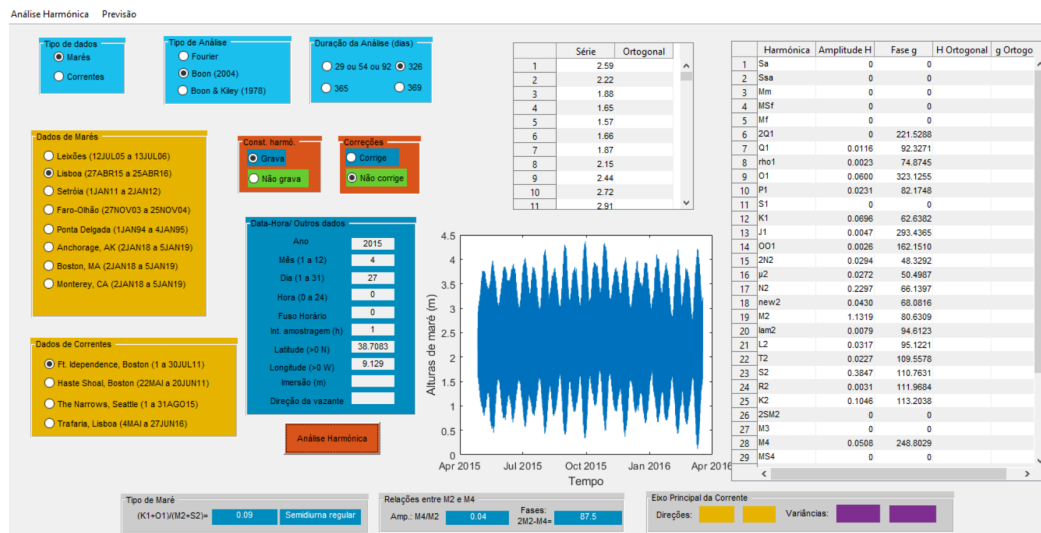 Análise Harmónica Previsão
Tipo de dados
Marés
Correntes
Tipo de Análise
Fourier
Boon (2004)
Boon & Kiley (1978)
Duração da Análise (dias)
29 ou 54 ou 92 326
365 369
Dados de Marés
Leixões (12JUL05 a 13JUL06)
Lisboa (27ABR15 a 25ABR16)
Setróia (1JAN11 a 2JAN12)
Faro-Olhão (27NOV03 a 25NOV04)
Ponta Delgada (1JAN94 a 4JAN95)
Anchorage, AK (2JAN18 a 5JAN19)
Boston, MA (2JAN18 a 5JAN19)
Monterey, CA (2JAN18 a 5JAN19)
Const. harmó.
Grava
Não grava
Correções
Corrige
Não corrige
Data-Hora/ Outros dados
Ano 2015
Mês (1 a 12) 4
Dia (1 a 31) 27
Hora (0 a 24) 0
Fuso Horário 0
Int. amostragem (h) 1
Latitude (>0 N) 38.7083
Longitude (>0 W) 9.129
Imersão (m)
Direção da vazante
Dados de Correntes
Ft. Idependence, Boston (1 a 30JUL11)
Haste Shoal, Boston (22MAI a 20JUN11)
The Narrows, Seattle (1 a 31AGO15)
Trafaria, Lisboa (4MAI a 27JUN16)
Análise Harmónica
Série Ortogonal
1 2.59
2 2.22
3 1.88
4 1.65
5 1.57
6 1.66
7 1.87
8 2.15
9 2.44
10 2.72
11 2.91
4.5
4
3.5
3
2.5
2
1.5
1
0.5
0
Alturas de maré (m)
Apr 2015 Jul 2015 Oct 2015 Jan 2016 Apr 2016
Tempo
Harmónica Amplitude H Fase g H Ortogonal g Ortogo
1 Sa 0 0
2 Ssa 0 0
3 Mm 0 0
4 MSf 0 0
5 Mf 0 0
6 2Q1 0 221.5288
7 Q1 0.0116 92.3271
8 rho1 0.0023 74.8745
9 O1 0.0600 323.1255
10 P1 0.0231 82.1748
11 S1 0 0
12 K1 0.0696 62.6382
13 J1 0.0047 293.4365
14 OO1 0.0026 162.1510
15 2N2 0.0294 48.3292
16 μ2 0.0272 50.4987
17 N2 0.2297 66.1397
18 new2 0.0430 68.0816
19 M2 1.1319 80.6309
20 lam2 0.0079 94.6123
21 L2 0.0317 95.1221
22 T2 0.0227 109.5578
23 S2 0.3847 110.7631
24 R2 0.0031 111.9684
25 K2 0.1046 113.2038
26 2SM2 0 0
27 M3 0 0
28 M4 0.0508 248.8029
29 MS4 0 0
Tipo de Maré
(K1+O1)/(M2+S2)= 0.09 Semidiurna regular
Relações entre M2 e M4
Amp.: M4/M2 0.04 Fases: 2M2-M4= 87.5
Eixo Principal da Corrente
Direções: Variâncias: